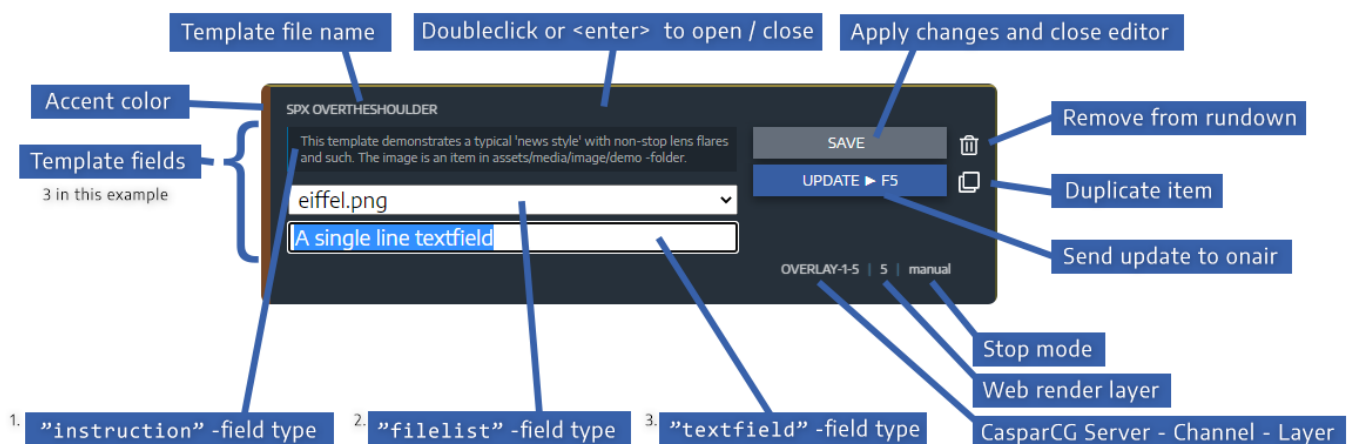 Template file name
Doubleclick or <enter> to open / close
Apply changes and close editor
Accent color
SPX OVERTHESHOULDER
Remove from rundown
This template demonstrates a typical 'news style' with non-stop lens flares
and such. The image is an item in assets/media/image/demo -folder.
SAVE
Template fields
3 in this example
UPDATE ► F5
Duplicate item
eiffel.png
A single line textfield
Send update to onair
OVERLAY-1-5 | 5 | manual
Stop mode
Web render layer
1. ”instruction” -field type
2. ”filelist” -field type
3. ”textfield” -field type
CasparCG Server - Channel - Layer